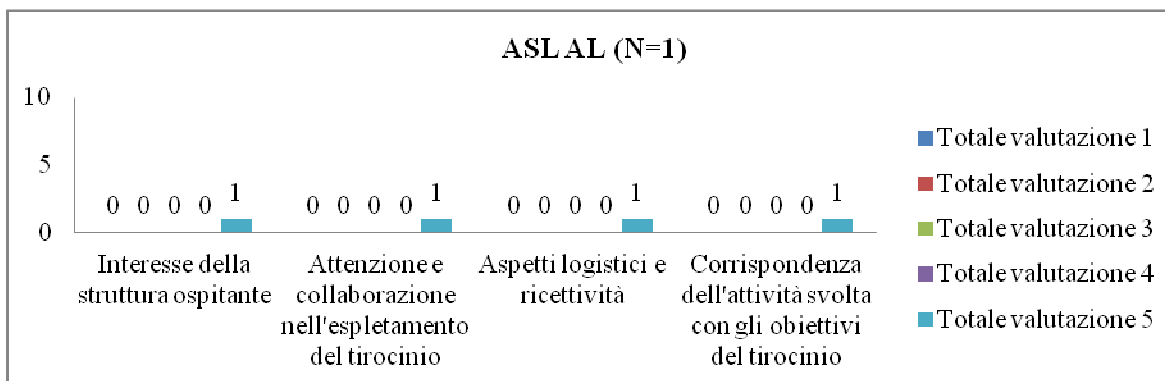 ASL AL (N=1)
10
5
0
0 0 0 0 1
0 0 0 0 1
0 0 0 0 1
0 0 0 0 1
Interesse della
struttura ospitante
Attenzione e
collaborazione
nell'espletamento
del tirocinio
Aspetti logistici e
ricettività
Corrispondenza
dell'attività svolta
con gli obiettivi
del tirocinio
Totale valutazione 1
Totale valutazione 2
Totale valutazione 3
Totale valutazione 4
Totale valutazione 5